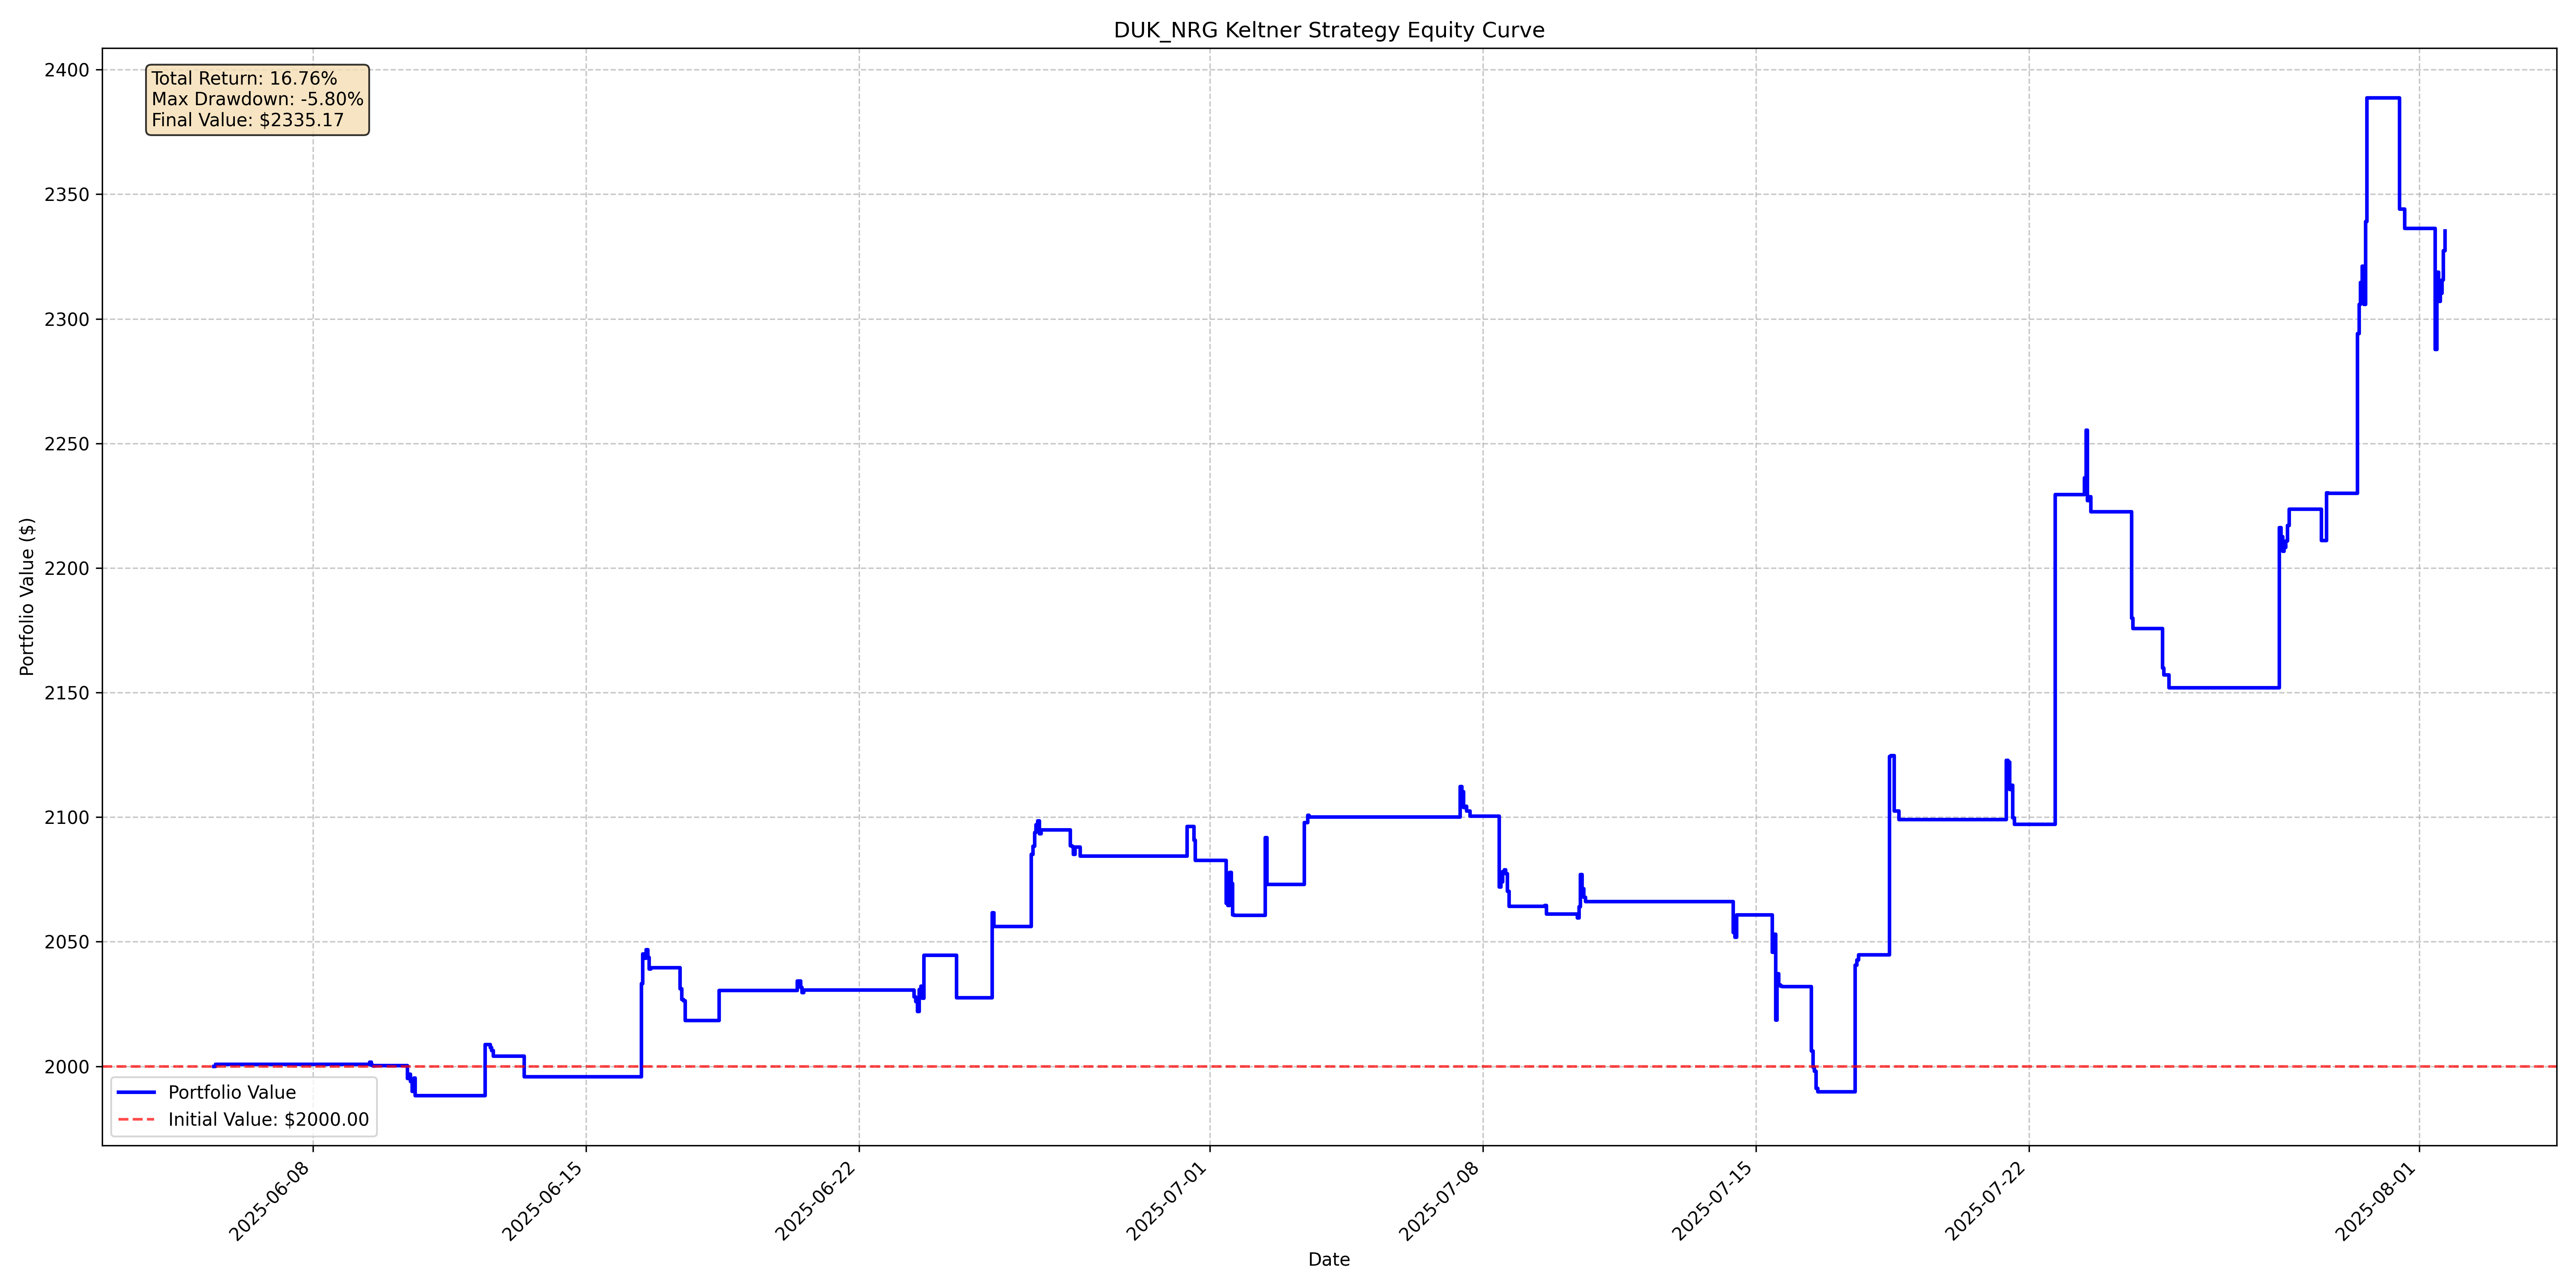 DUK_NRG Keltner Strategy Equity Curve
Total Return: 16.76%
Max Drawdown: -5.80%
Final Value: $2335.17
Portfolio Value ($)
2400
2350
2300
2250
2200
2150
2100
2050
2000
Portfolio Value
Initial Value: $2000.00
2025-06-08
2025-06-15
2025-06-22
2025-07-01
2025-07-08
2025-07-15
2025-07-22
2025-08-01
Date